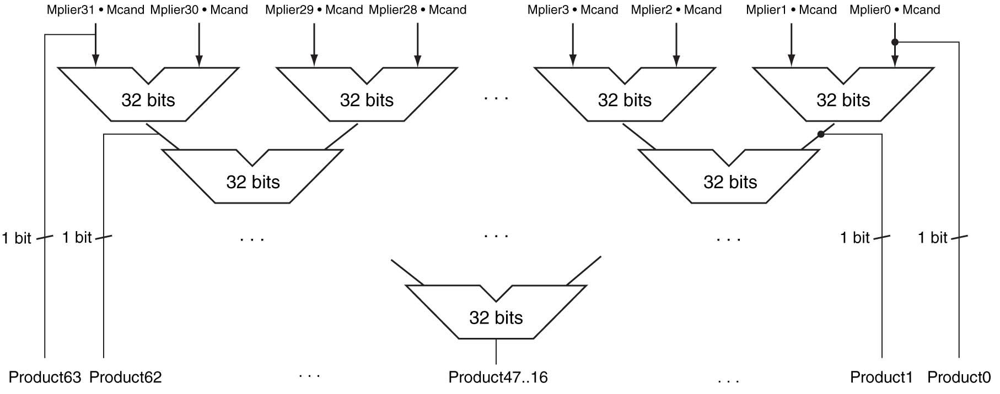 Mplier31 • Mcand Mplier30 • Mcand Mplier29 • Mcand Mplier28 • Mcand Mplier3 • Mcand Mplier2 • Mcand Mplier1 • Mcand Mplier0 • Mcand
32 bits 32 bits . . . 32 bits 32 bits
32 bits 32 bits
1 bit 1 bit . . . . . . . . . 1 bit 1 bit
32 bits
Product63 Product62 . . . Product47..16 . . . Product1 Product0